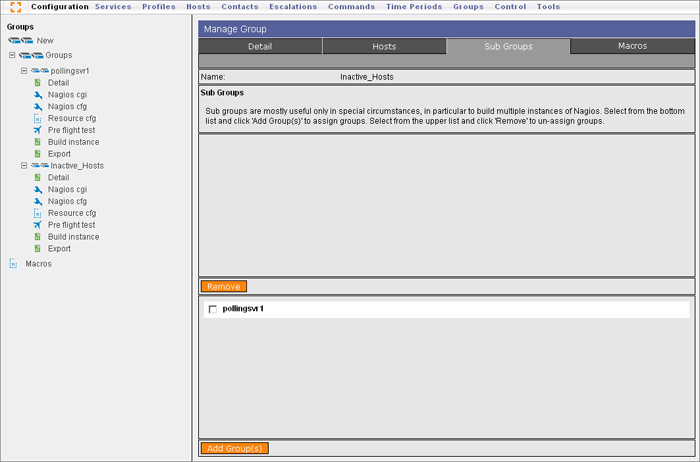 Configuration Services Profiles Hosts Contacts Escalations Commands Time Periods Groups Control Tools
Groups
New
Groups
pollingsvr1
Detail
Nagios cgi
Nagios cfg
Resource cfg
Pre flight test
Build instance
Export
Inactive_Hosts
Detail
Nagios cgi
Nagios cfg
Resource cfg
Pre flight test
Build instance
Export
Macros
Manage Group
Detail Hosts Sub Groups Macros
Name: Inactive_Hosts
Sub Groups
Sub groups are mostly useful only in special circumstances, in particular to build multiple instances of Nagios. Select from the bottom
list and click 'Add Group(s)' to assign groups. Select from the upper list and click 'Remove' to un-assign groups.
Remove
pollingsvr1
Add Group(s)